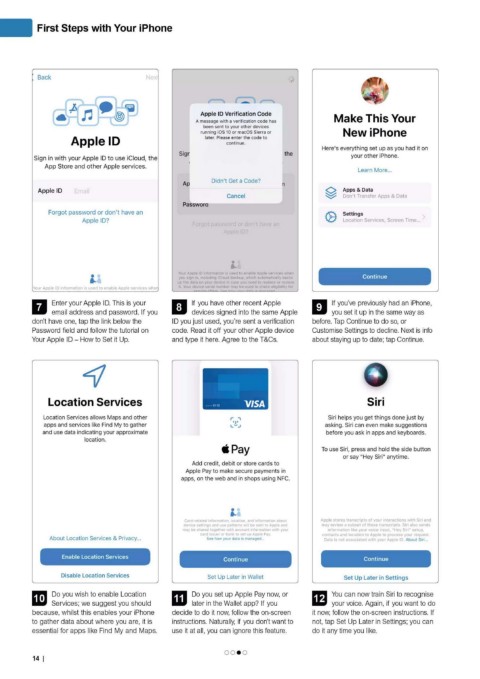 First Steps with Your iPhone
Back
Next
Apple ID
Sign in with your Apple ID to use iCloud, the
App Store and other Apple services.
Apple ID Email
Forgot password or don't have an
Apple ID?
Your Apple ID information is used to enable Apple services when
Apple ID Verification Code
A message with a verification code has
been sent to your other devices
running iOS 10 or macOS Sierra or
later. Please enter the code to
continue.
Didn't Get a Code?
Cancel
Sign
the
Password
Forgot password or don't have an
Apple ID?
Make This Your
New iPhone
Here's everything set up as you had it on
your other iPhone.
Learn More...
Apps & Data
Don't Transfer Apps & Data
Settings
Location Services, Screen Time...
Continue
7 Enter your Apple ID. This is your
email address and password. If you
don't have one, tap the link below the
Password field and follow the tutorial on
Your Apple ID – How to Set it Up.
8 If you have other recent Apple
devices signed into the same Apple
ID you just used, you're sent a verification
code. Read it off your other Apple device
and type it here. Agree to the T&Cs.
9 If you've previously had an iPhone,
you set it up in the same way as
before. Tap Continue to do so, or
Customise Settings to decline. Next is info
about staying up to date; tap Continue.
Location Services
Location Services allows Maps and other
apps and services like Find My to gather
and use data indicating your approximate
location.
About Location Services & Privacy...
Enable Location Services
Disable Location Services
VISA
Pay
Add credit, debit or store cards to
Apple Pay to make secure payments in
apps, on the web and in shops using NFC.
See how your data is managed...
Continue
Set Up Later in Wallet
Siri
Siri helps you get things done just by
asking. Siri can even make suggestions
before you ask in apps and keyboards.
To use Siri, press and hold the side button
or say "Hey Siri" anytime.
About Siri...
Continue
Set Up Later in Settings
10 Do you wish to enable Location
Services; we suggest you should
because, whilst this enables your iPhone
to gather data about where you are, it is
essential for apps like Find My and Maps.
11 Do you set up Apple Pay now, or
later in the Wallet app? If you
decide to do it now, follow the on-screen
instructions. Naturally, if you don't want to
use it at all, you can ignore this feature.
12 You can now train Siri to recognise
your voice. Again, if you want to do
it now, follow the on-screen instructions. If
not, tap Set Up Later in Settings; you can
do it any time you like.
14 |